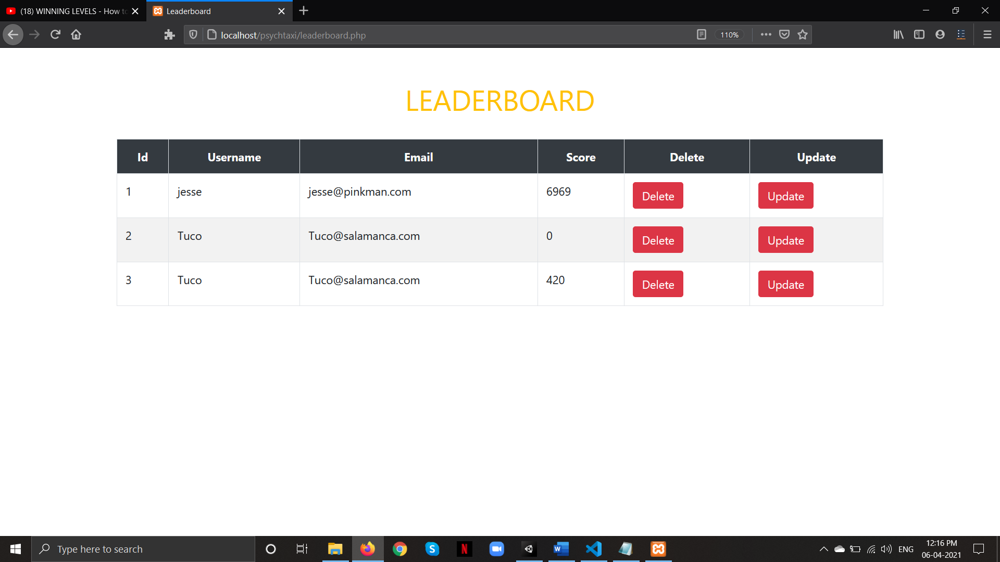 (18) WINNING LEVELS - How to
Leaderboard
localhost/psychtaxi/leaderboard.php
110%
LEADERBOARD
Id Username Email Score Delete Update
1 jesse jesse@pinkman.com 6969 Delete Update
2 Tuco Tuco@salamanca.com 0 Delete Update
3 Tuco Tuco@salamanca.com 420 Delete Update
Type here to search
S
N
W
ENG
12:16 PM
06-04-2021